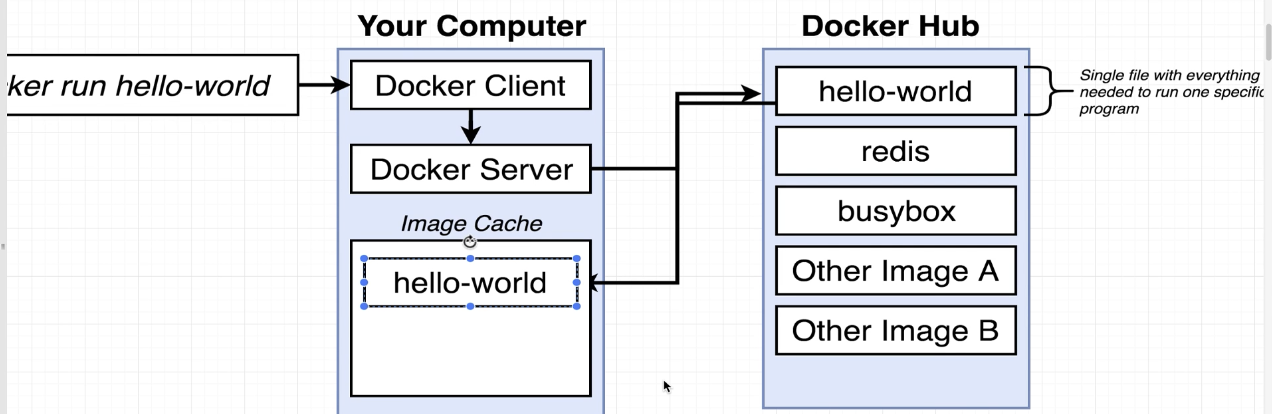 Your Computer
Docker Hub
ker run hello-world
Docker Client
Docker Server
Image Cache
hello-world
hello-world
redis
busybox
Other Image A
Other Image B
Single file with everything
needed to run one specific
program